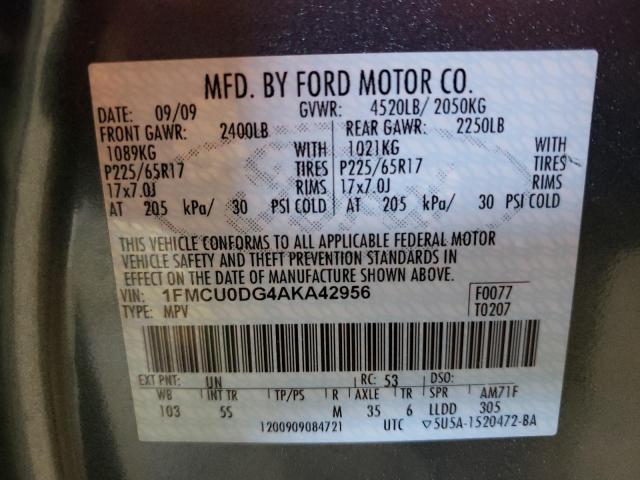 MFD. BY FORD MOTOR CO.
DATE: 09/09 GVWR: 4520LB/ 2050KG
FRONT GAWR: 2400LB REAR GAWR: 2250LB
1089KG WITH 1021KG WITH
P225/65R17 TIRES P225/65R17 TIRES
17x7.0J RIMS 17x7.0J RIMS
AT 205 kPa/ 30 PSI COLD AT 205 kPa/ 30 PSI COLD
THIS VEHICLE CONFORMS TO ALL APPLICABLE FEDERAL MOTOR
VEHICLE SAFETY AND THEFT PREVENTION STANDARDS IN
EFFECT ON THE DATE OF MANUFACTURE SHOWN ABOVE.
VIN: 1FMCU0DG4AKA42956 F0077
TYPE: MPV T0207
EXT PNT: UN RC: 53 DSO:
WB INT TR TP/PS R AXLE TR SPR AM71F
103 5S M 35 6 LLDD 305
1200909084721 UTC ▽5U5A-1520472-BA